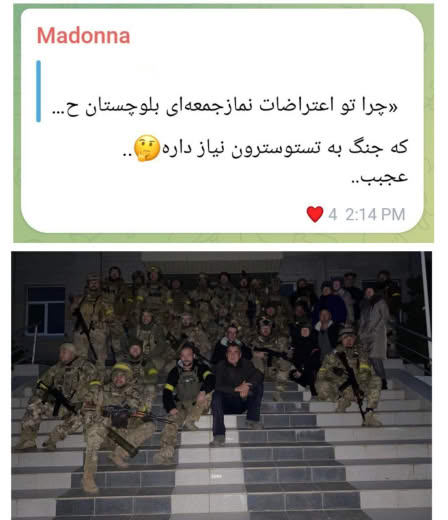 Madonna
«چرا تو اعتراضات نمازجمعه‌ای بلوچستان ح...
که جنگ به تستوسترون نیاز داره🤔..
عجبب..
❤️ 4 2:14 PM